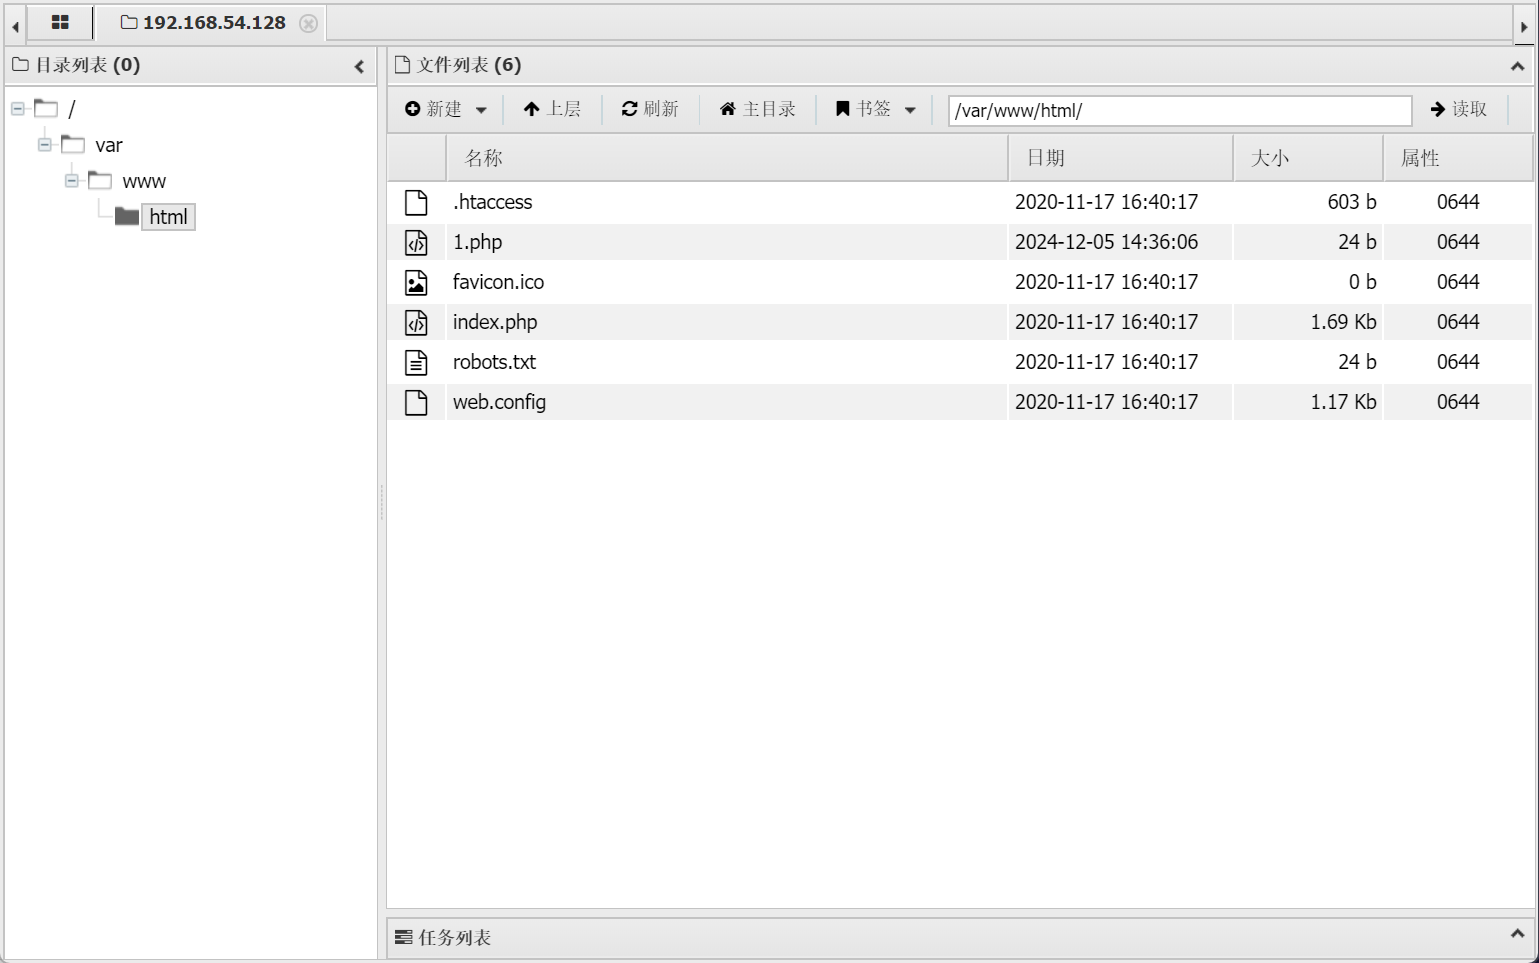 192.168.54.128
目录列表 (0)
/
var
www
html
文件列表 (6)
新建 上层 刷新 主目录 书签 /var/www/html/ 读取
名称 日期 大小 属性
.htaccess 2020-11-17 16:40:17 603 b 0644
1.php 2024-12-05 14:36:06 24 b 0644
favicon.ico 2020-11-17 16:40:17 0 b 0644
index.php 2020-11-17 16:40:17 1.69 Kb 0644
robots.txt 2020-11-17 16:40:17 24 b 0644
web.config 2020-11-17 16:40:17 1.17 Kb 0644
任务列表